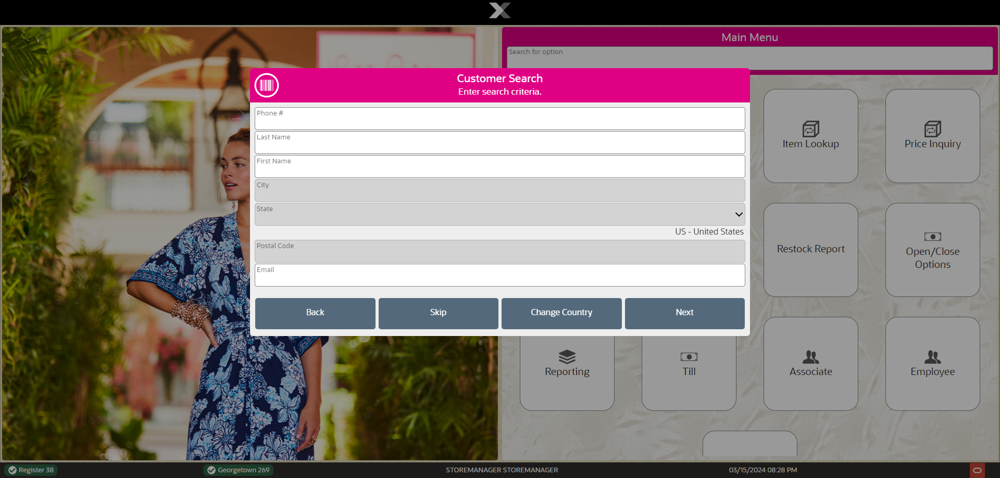 Main Menu
Search for option
Customer Search
Enter search criteria.
Phone #
Last Name
First Name
City
State
US - United States
Postal Code
Email
Back
Skip
Change Country
Next
Item Lookup
Price Inquiry
Restock Report
Open/Close
Options
Reporting
Till
Associate
Employee
Register 38
Georgetown 269
STOREMANAGER STOREMANAGER
03/15/2024 08:28 PM